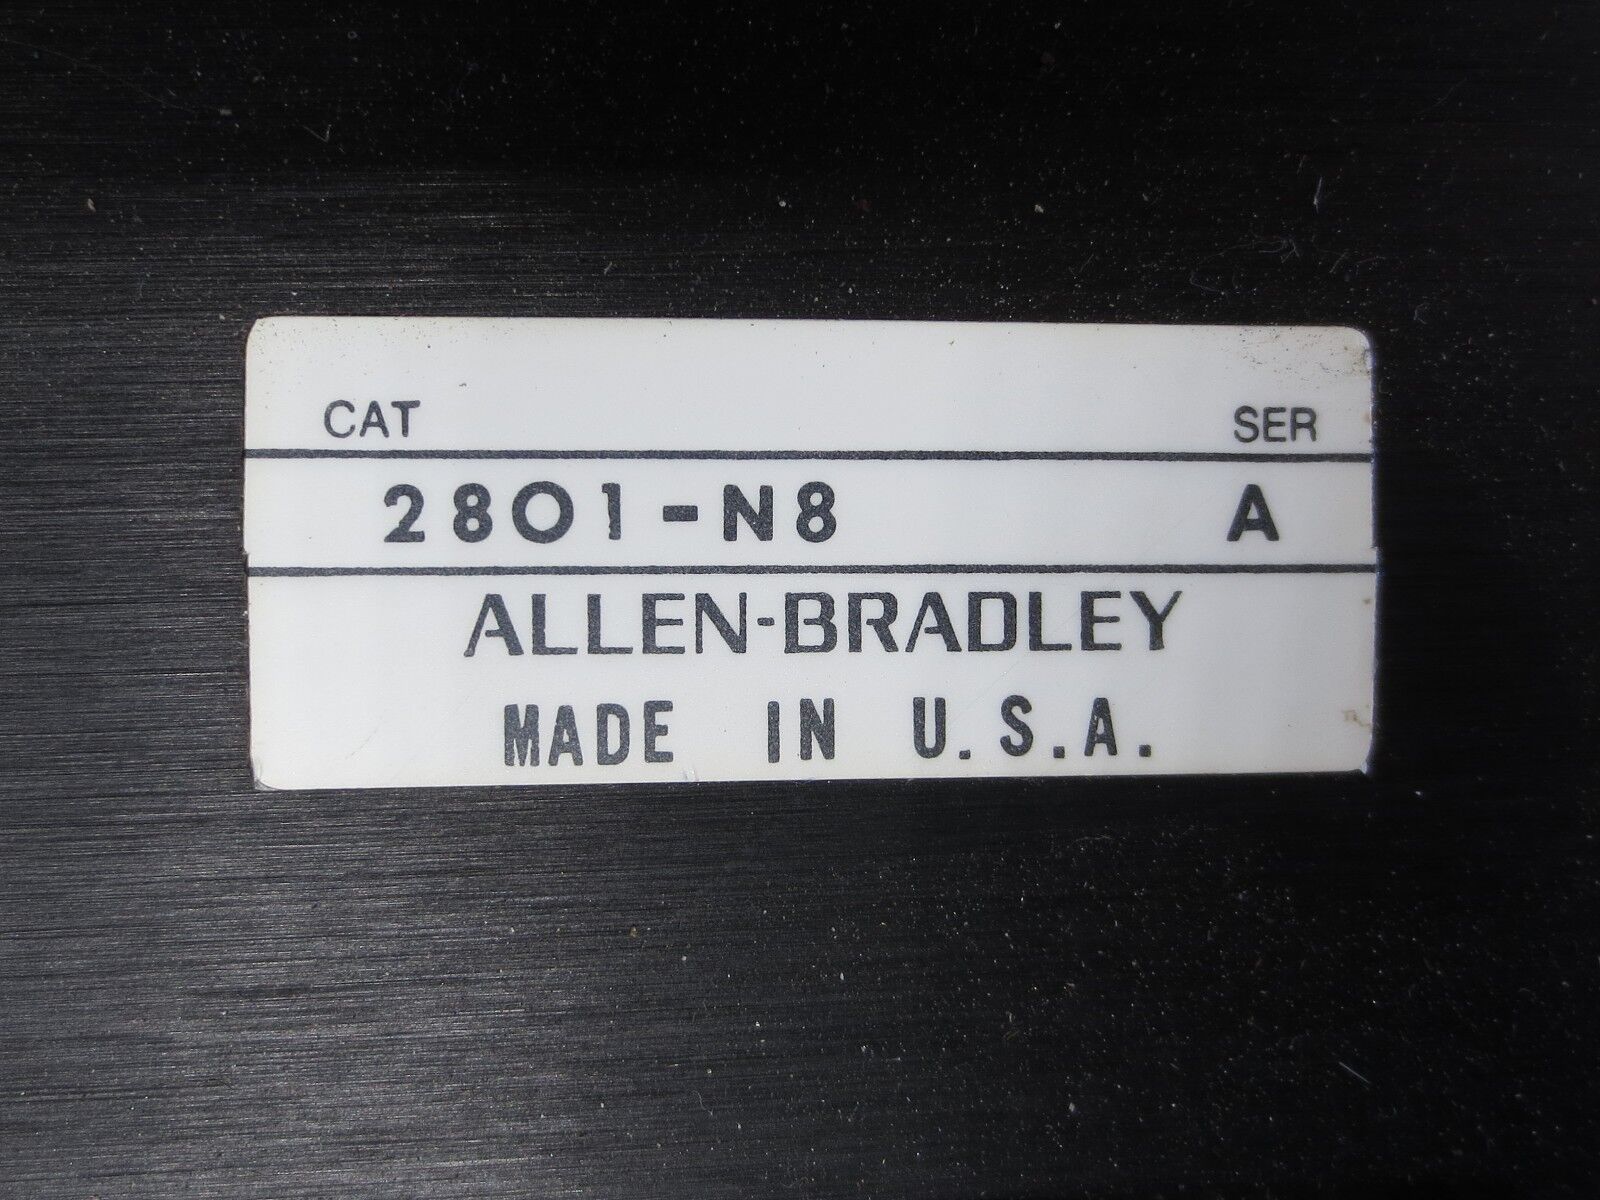 CAT SER
2801-N8 A
ALLEN-BRADLEY
MADE IN U.S.A.